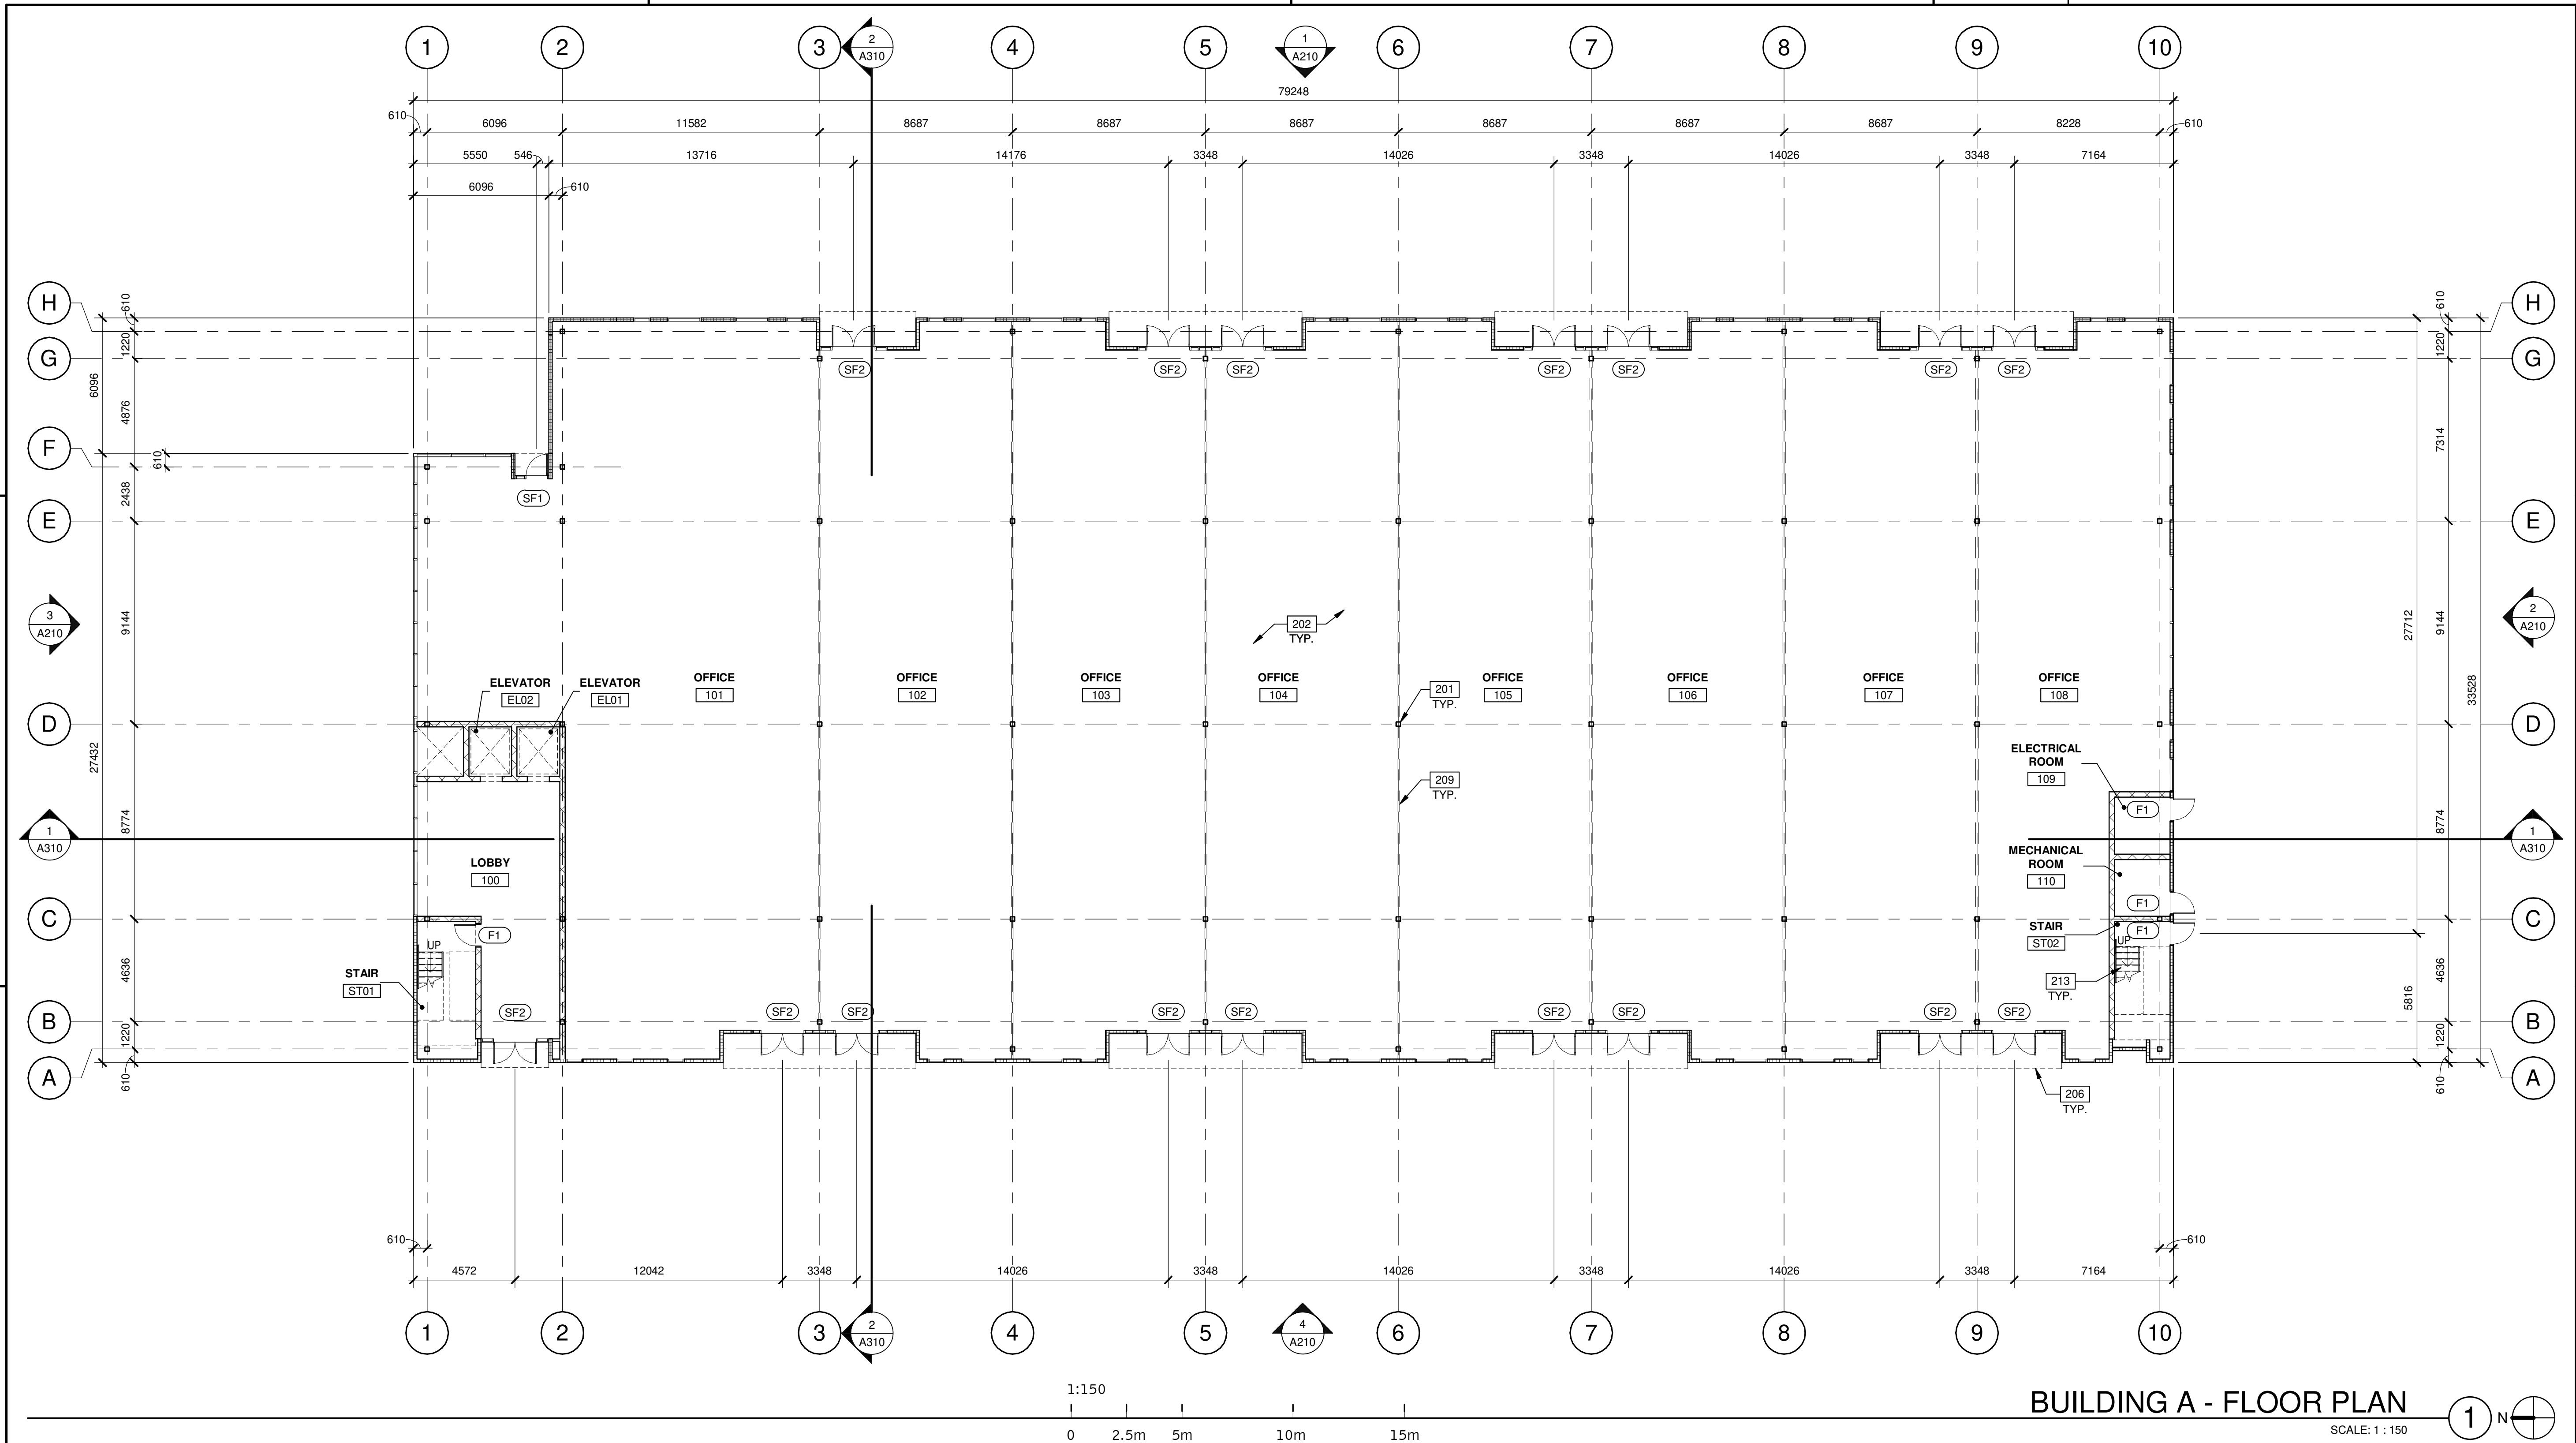 1 2 3 4 5 6 7 8 9 10
2
A310
1
A210
79248
610 6096 11582 8687 8687 8687 8687 8687 8687 8228 610
5550 546 13716 14176 3348 14026 3348 14026 3348 7164
6096 610
H H
610 610
1220 1220
G G
6096
4876
7314
F F
610
2438
E E
SF2 SF2 SF2 SF2 SF2 SF2 SF2
SF1
3
A210
2
A210
9144 9144
27712
33528
202
TYP.
ELEVATOR
EL02
ELEVATOR
EL01
OFFICE
101
OFFICE
102
OFFICE
103
OFFICE
104
201
TYP.
OFFICE
105
OFFICE
106
OFFICE
107
OFFICE
108
D D
27432
209
TYP.
ELECTRICAL
ROOM
109
F1
8774 8774
1
A310
1
A310
LOBBY
100
MECHANICAL
ROOM
110
F1
C C
F1
UP
STAIR
ST02
F1
UP
STAIR
ST01
213
TYP.
4636 4636
5816
SF2 SF2 SF2 SF2 SF2 SF2 SF2 SF2 SF2
B B
1220 1220
A A
610 610
206
TYP.
610 610
4572 12042 3348 14026 3348 14026 3348 14026 3348 7164
1 2 3 4 5 6 7 8 9 10
2
A310
4
A210
1:150
0 2.5m 5m 10m 15m
BUILDING A - FLOOR PLAN
SCALE: 1 : 150
1
N